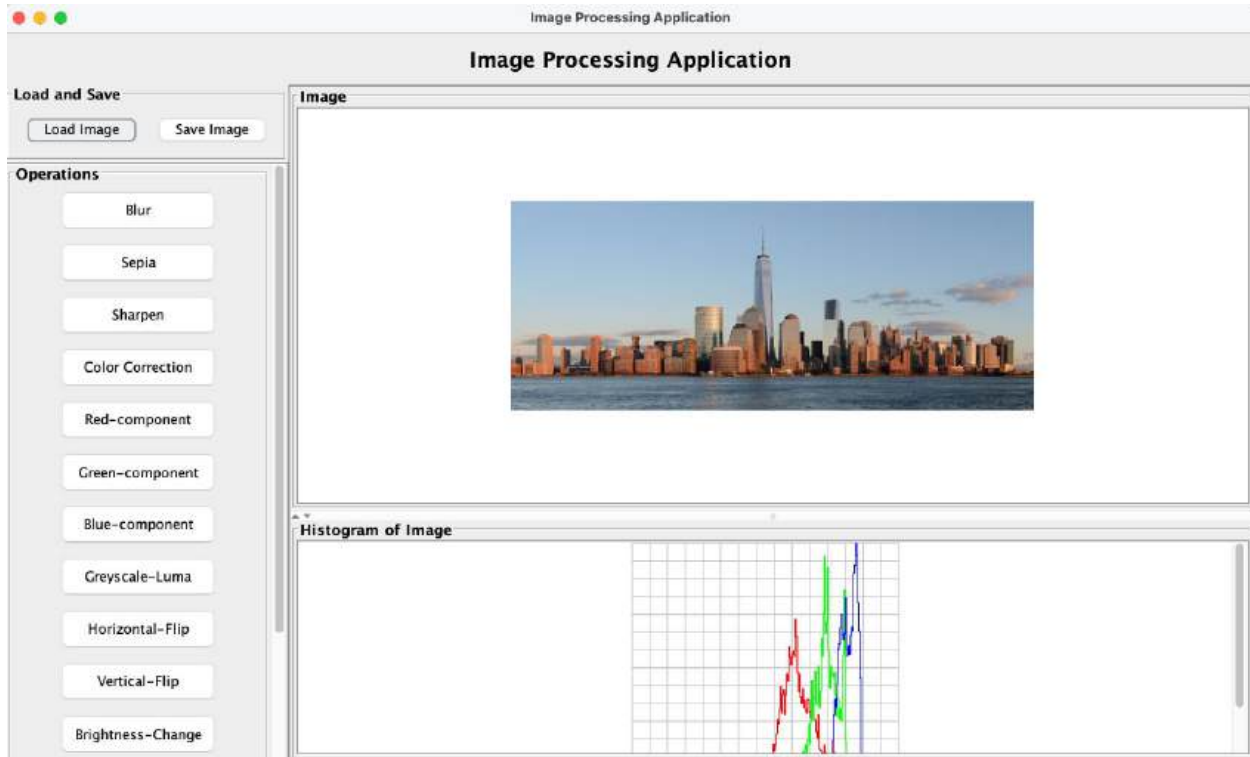 Image Processing Application
Image Processing Application
Load and Save
Load Image
Save Image
Operations
Blur
Sepia
Sharpen
Color Correction
Red-component
Green-component
Blue-component
Greyscale-Luma
Horizontal-Flip
Vertical-Flip
Brightness-Change
Image
Histogram of Image